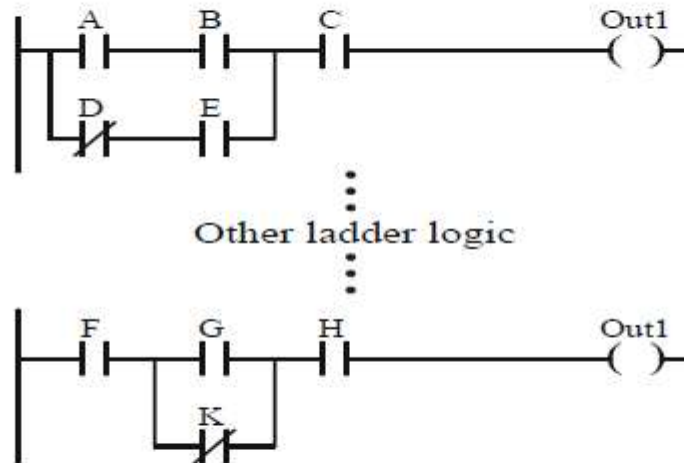 A B C Out1
D E
Other ladder logic
F G H Out1
K